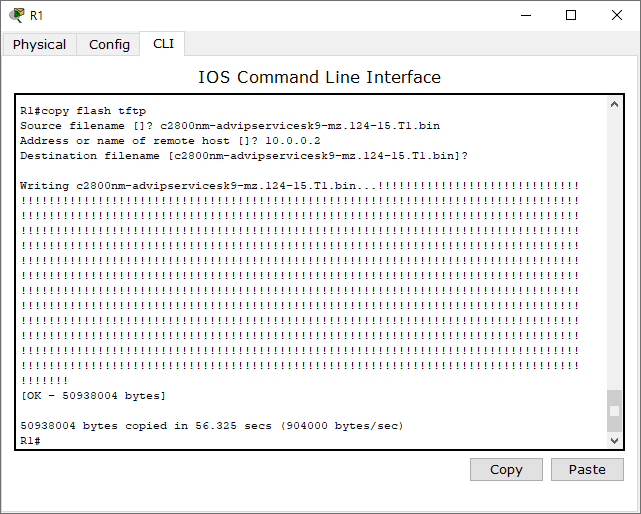 R1
Physical Config CLI
IOS Command Line Interface
R1#copy flash tftp
Source filename []? c2800nm-advipservicesk9-mz.124-15.T1.bin
Address or name of remote host []? 10.0.0.2
Destination filename [c2800nm-advipservicesk9-mz.124-15.T1.bin]?
Writing c2800nm-advipservicesk9-mz.124-15.T1.bin...!!!!!!!!!!!!!!!!!!!!!!!!!!!!!
!!!!!!!!!!!!!!!!!!!!!!!!!!!!!!!!!!!!!!!!!!!!!!!!!!!!!!!!!!!!!!!!!!!!!!!!!!!!!!!!
!!!!!!!!!!!!!!!!!!!!!!!!!!!!!!!!!!!!!!!!!!!!!!!!!!!!!!!!!!!!!!!!!!!!!!!!!!!!!!!!
!!!!!!!!!!!!!!!!!!!!!!!!!!!!!!!!!!!!!!!!!!!!!!!!!!!!!!!!!!!!!!!!!!!!!!!!!!!!!!!!
!!!!!!!!!!!!!!!!!!!!!!!!!!!!!!!!!!!!!!!!!!!!!!!!!!!!!!!!!!!!!!!!!!!!!!!!!!!!!!!!
!!!!!!!!!!!!!!!!!!!!!!!!!!!!!!!!!!!!!!!!!!!!!!!!!!!!!!!!!!!!!!!!!!!!!!!!!!!!!!!!
!!!!!!!!!!!!!!!!!!!!!!!!!!!!!!!!!!!!!!!!!!!!!!!!!!!!!!!!!!!!!!!!!!!!!!!!!!!!!!!!
!!!!!!!!!!!!!!!!!!!!!!!!!!!!!!!!!!!!!!!!!!!!!!!!!!!!!!!!!!!!!!!!!!!!!!!!!!!!!!!!
!!!!!!!!!!!!!!!!!!!!!!!!!!!!!!!!!!!!!!!!!!!!!!!!!!!!!!!!!!!!!!!!!!!!!!!!!!!!!!!!
!!!!!!!!!!!!!!!!!!!!!!!!!!!!!!!!!!!!!!!!!!!!!!!!!!!!!!!!!!!!!!!!!!!!!!!!!!!!!!!!
!!!!!!!!!!!!!!!!!!!!!!!!!!!!!!!!!!!!!!!!!!!!!!!!!!!!!!!!!!!!!!!!!!!!!!!!!!!!!!!!
!!!!!!!!!!!!!!!!!!!!!!!!!!!!!!!!!!!!!!!!!!!!!!!!!!!!!!!!!!!!!!!!!!!!!!!!!!!!!!!!
!!!!!!!!!!!!!!!!!!!!!!!!!!!!!!!!!!!!!!!!!!!!!!!!!!!!!!!!!!!!!!!!!!!!!!!!!!!!!!!!
!!!!!!!
[OK - 50938004 bytes]
50938004 bytes copied in 56.325 secs (904000 bytes/sec)
R1#
Copy Paste